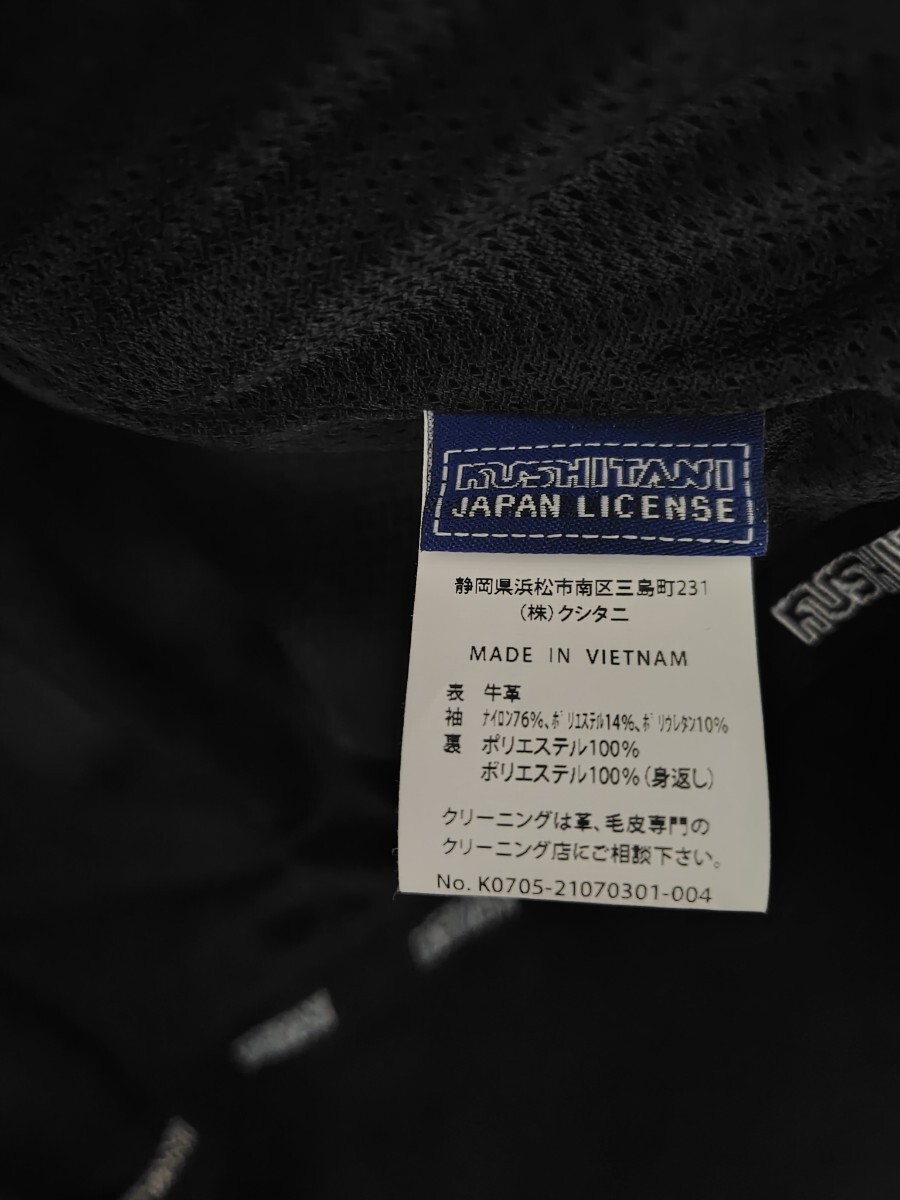 KUSHITANI
JAPAN LICENSE
静岡県浜松市南区三島町231
(株)クシタニ
MADE IN VIETNAM
表 牛革
袖 ﾅｲﾛﾝ76%、ﾎﾟﾘｴｽﾃﾙ14%、ﾎﾟﾘｳﾚﾀﾝ10%
裏 ポリエステル100%
ポリエステル100%(身返し)
クリーニングは革、毛皮専門の
クリーニング店にご相談下さい。
No. K0705-21070301-004